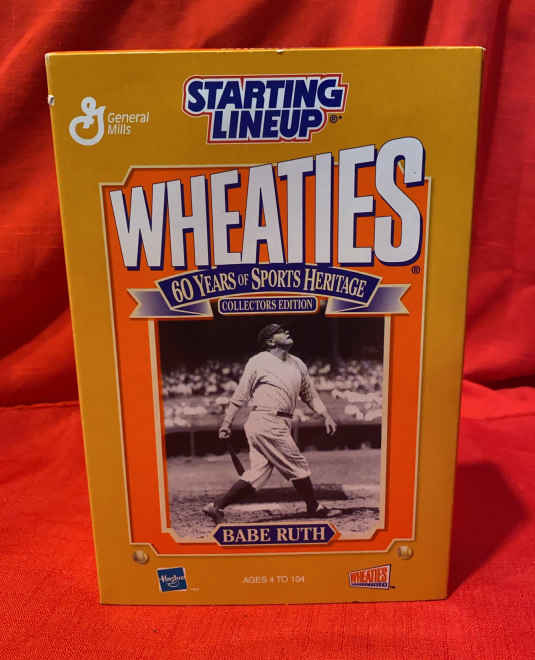 General
Mills
STARTING
LINEUP®*
WHEATIES®
60 YEARS OF SPORTS HERITAGE
COLLECTORS EDITION
BABE RUTH
Hasbro
AGES 4 TO 104
WHEATIES